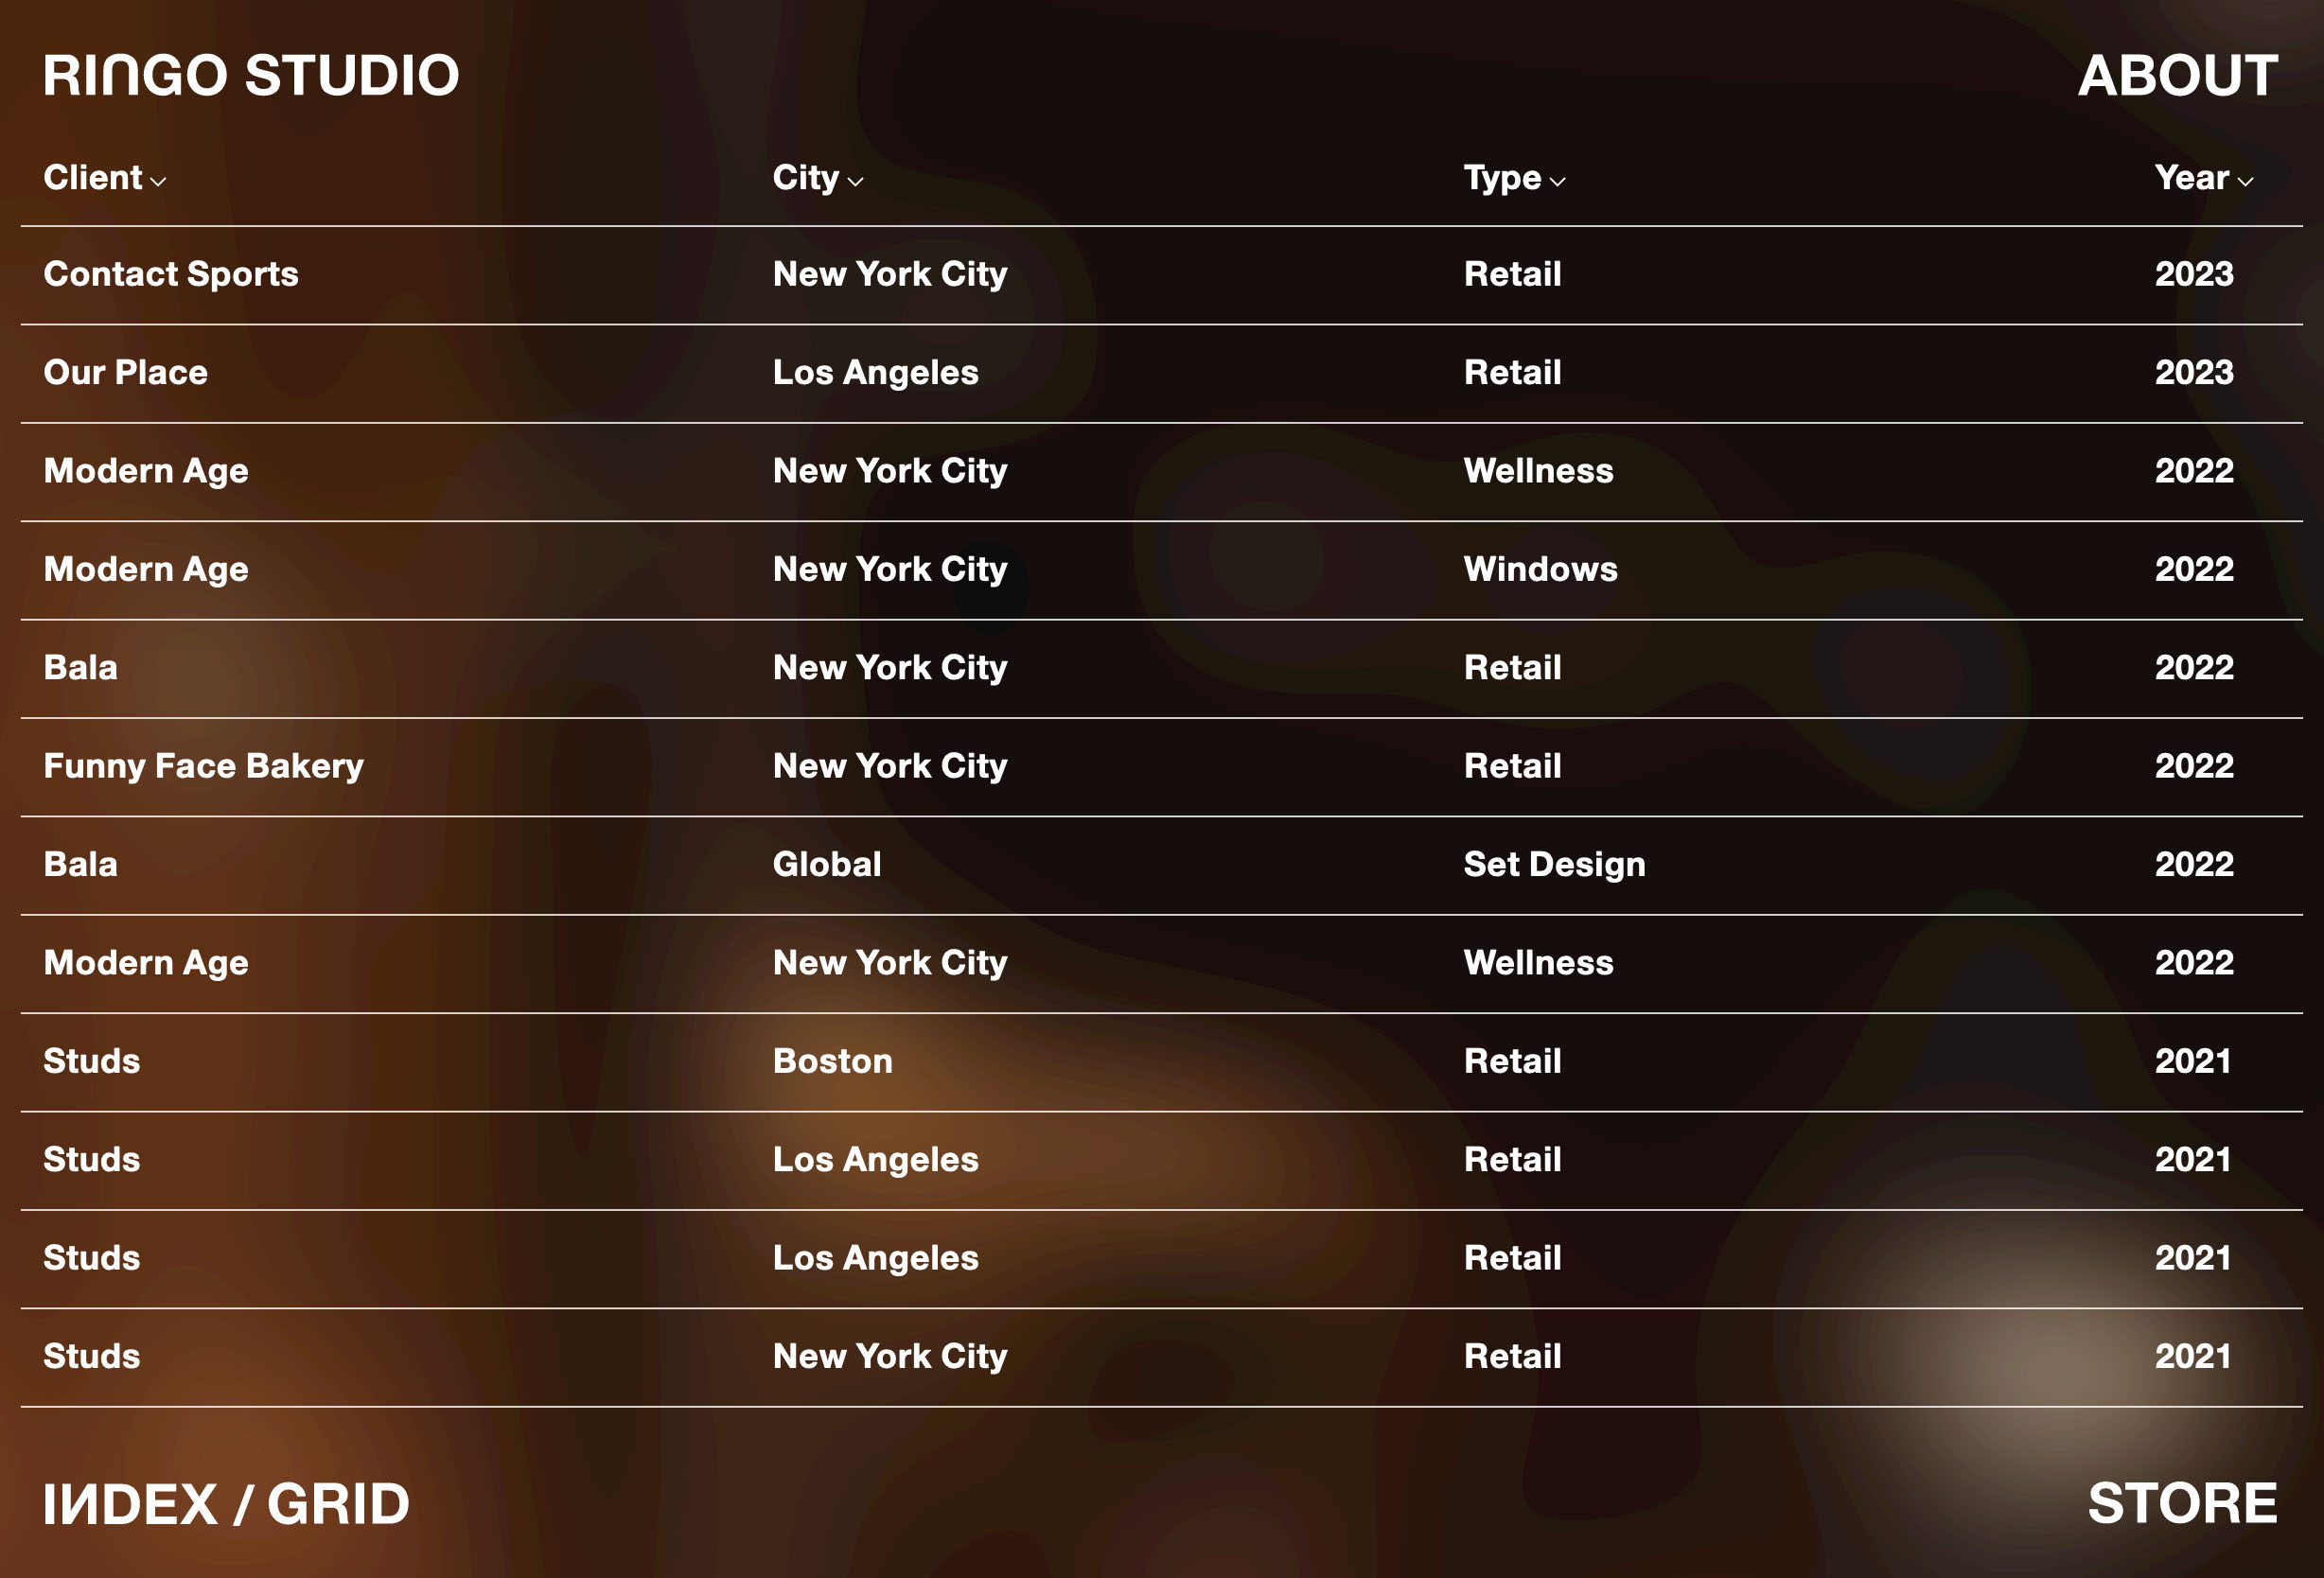 RINGO STUDIO ABOUT
Client City Type Year
Contact Sports New York City Retail 2023
Our Place Los Angeles Retail 2023
Modern Age New York City Wellness 2022
Modern Age New York City Windows 2022
Bala New York City Retail 2022
Funny Face Bakery New York City Retail 2022
Bala Global Set Design 2022
Modern Age New York City Wellness 2022
Studs Boston Retail 2021
Studs Los Angeles Retail 2021
Studs Los Angeles Retail 2021
Studs New York City Retail 2021
INDEX / GRID STORE